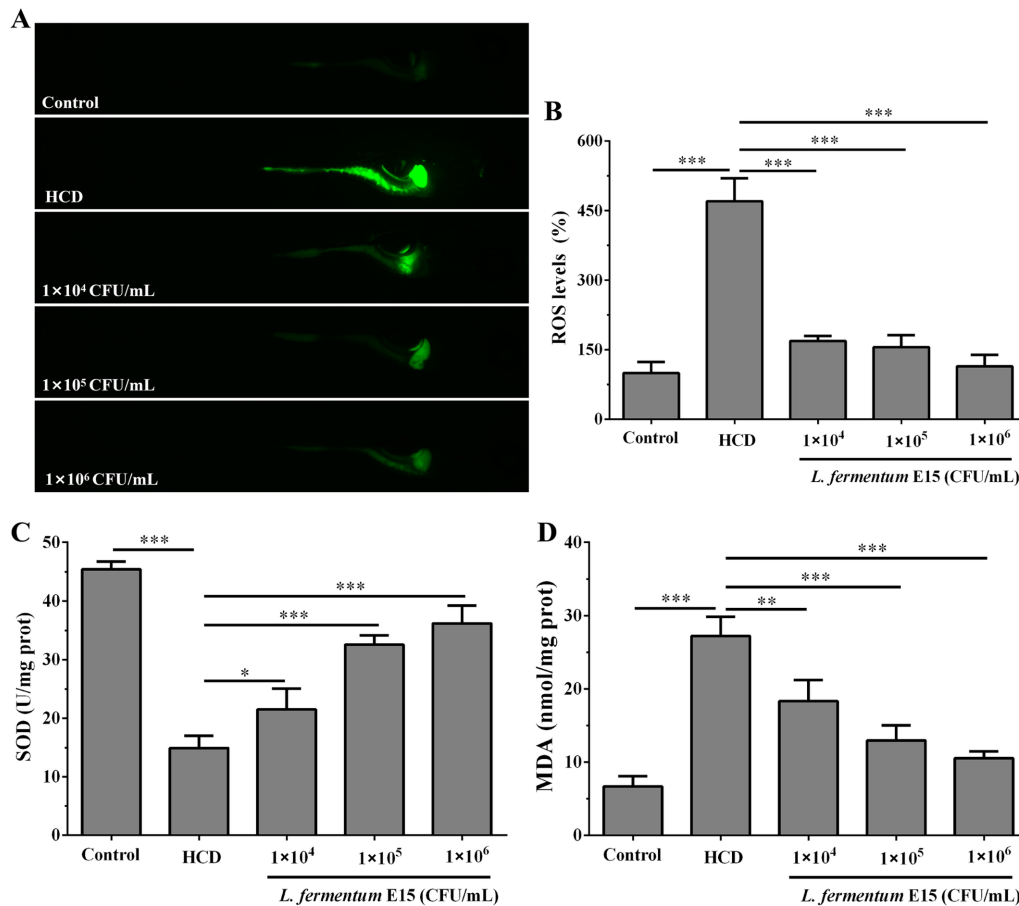 A
Control
HCD
1×10⁴ CFU/mL
1×10⁵ CFU/mL
1×10⁶ CFU/mL
B
ROS levels (%)
600
450
300
150
0
***
***
***
***
Control
HCD
1×10⁴
1×10⁵
1×10⁶
L. fermentum E15 (CFU/mL)
C
SOD (U/mg prot)
50
40
30
20
10
0
***
***
***
*
Control
HCD
1×10⁴
1×10⁵
1×10⁶
L. fermentum E15 (CFU/mL)
D
MDA (nmol/mg prot)
40
30
20
10
0
***
***
***
**
Control
HCD
1×10⁴
1×10⁵
1×10⁶
L. fermentum E15 (CFU/mL)